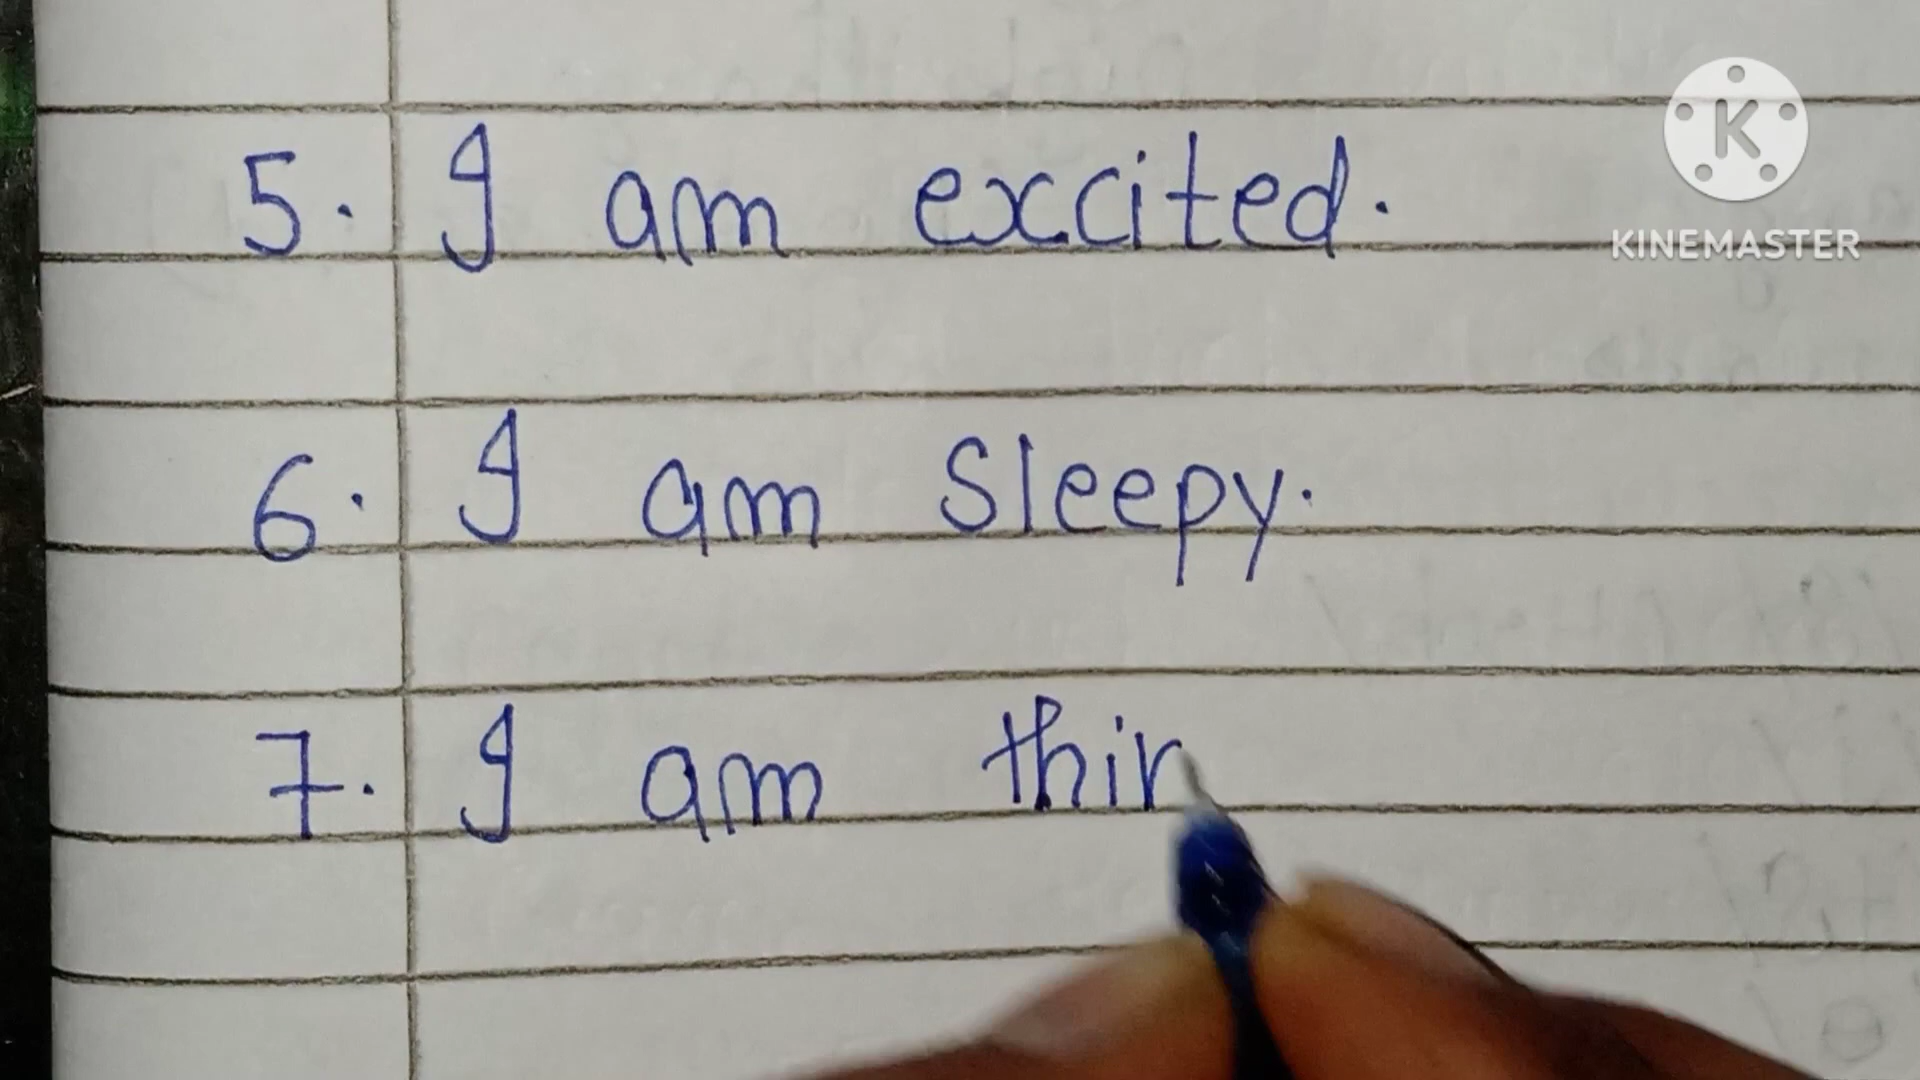 5. I am excited.
KINEMASTER
6. I am Sleepy.
7. I am thir